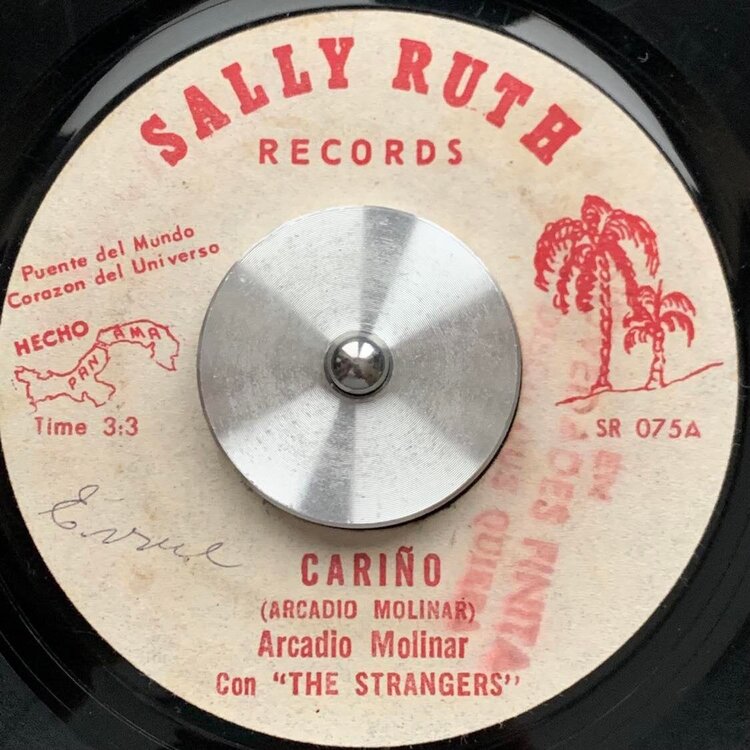 SALLY RUTH
RECORDS
Puente del Mundo
Corazon del Universo
HECHO
PANAMA
Time 3:3
SR 075A
CARIÑO
(ARCADIO MOLINAR)
Arcadio Molinar
Con "THE STRANGERS"
EN